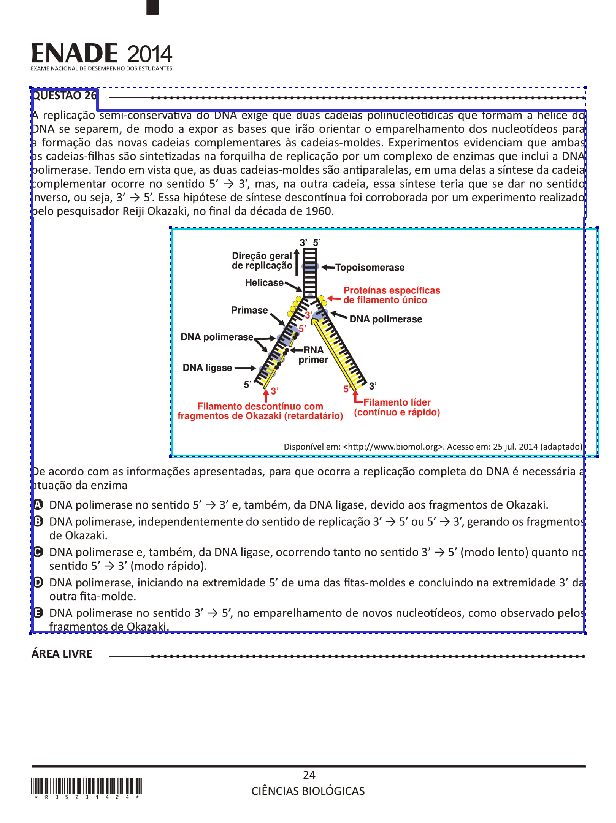 ENADE 2014
EXAME NACIONAL DE DESEMPENHO DOS ESTUDANTES
QUESTÃO 26
A replicação semi-conservativa do DNA exige que duas cadeias polinucleotídicas que formam a hélice do
DNA se separem, de modo a expor as bases que irão orientar o emparelhamento dos nucleotídeos para
a formação das novas cadeias complementares às cadeias-moldes. Experimentos evidenciam que ambas
as cadeias-filhas são sintetizadas na forquilha de replicação por um complexo de enzimas que inclui a DNA
polimerase. Tendo em vista que, as duas cadeias-moldes são antiparalelas, em uma delas a síntese da cadeia
complementar ocorre no sentido 5’ → 3’, mas, na outra cadeia, essa síntese teria que se dar no sentido
inverso, ou seja, 3’ → 5’. Essa hipótese de síntese descontínua foi corroborada por um experimento realizado
pelo pesquisador Reiji Okazaki, no final da década de 1960.
3’ 5’
Direção geral
de replicação
Topoisomerase
Helicase
Proteínas específicas
de filamento único
Primase
3’
DNA polimerase
5’
DNA polimerase
RNA
primer
DNA ligase
5’
3’
5’
3’
Filamento descontínuo com
fragmentos de Okazaki (retardatário)
Filamento líder
(contínuo e rápido)
Disponível em: <http://www.biomol.org>. Acesso em: 25 jul. 2014 (adaptado).
De acordo com as informações apresentadas, para que ocorra a replicação completa do DNA é necessária a
atuação da enzima
A DNA polimerase no sentido 5’ → 3’ e, também, da DNA ligase, devido aos fragmentos de Okazaki.
B DNA polimerase, independentemente do sentido de replicação 3’ → 5’ ou 5’ → 3’, gerando os fragmentos
de Okazaki.
C DNA polimerase e, também, da DNA ligase, ocorrendo tanto no sentido 3’ → 5’ (modo lento) quanto no
sentido 5’ → 3’ (modo rápido).
D DNA polimerase, iniciando na extremidade 5’ de uma das fitas-moldes e concluindo na extremidade 3’ da
outra fita-molde.
E DNA polimerase no sentido 3’ → 5’, no emparelhamento de novos nucleotídeos, como observado pelos
fragmentos de Okazaki.
ÁREA LIVRE
24
CIÊNCIAS BIOLÓGICAS